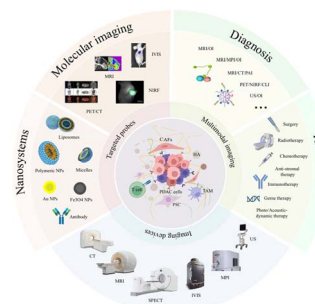 Molecular imaging
IVIS
MRI
NIRF
PET/CT
Diagnosis
MRI/OI
MRI/MPI/OI
MRI/CT/PAI
PET/NIRF/CLI
US/OI
Nanosystems
Liposomes
Polymeric NPs
Micelles
Au NPs
Fe3O4 NPs
Antibody
Targeted probes
Multimodal imaging
CAFs
T cell
PDAC cells
TAM
PSC
Surgery
Radiotherapy
Chemotherapy
Anti-stromal
therapy
Immunotherapy
Gene therapy
Photo/Acoustic-
dynamic therapy
Imaging devices
CT
MRI
SPECT
IVIS
MPI
US